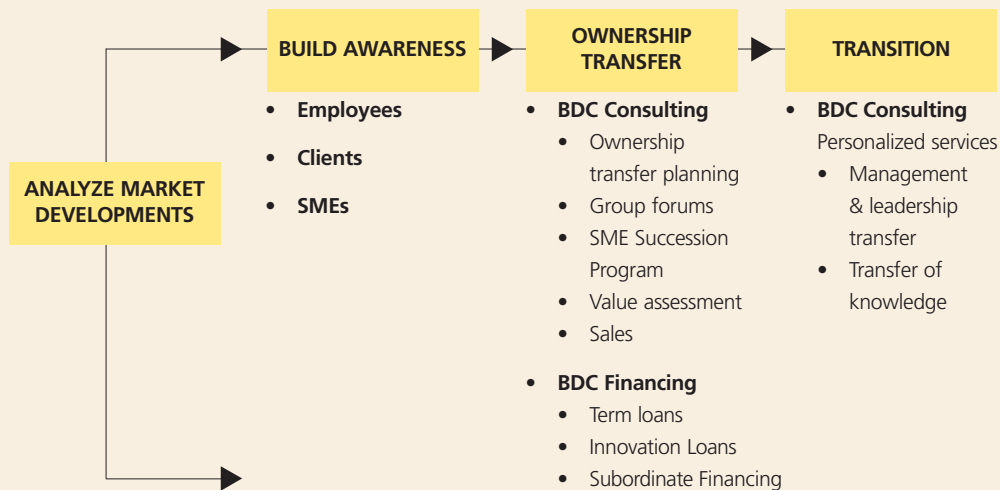 ANALYZE MARKET
DEVELOPMENTS
BUILD AWARENESS
• Employees
• Clients
• SMEs
OWNERSHIP
TRANSFER
• BDC Consulting
• Ownership
transfer planning
• Group forums
• SME Succession
Program
• Value assessment
• Sales
• BDC Financing
• Term loans
• Innovation Loans
• Subordinate Financing
TRANSITION
• BDC Consulting
Personalized services
• Management
& leadership
transfer
• Transfer of
knowledge